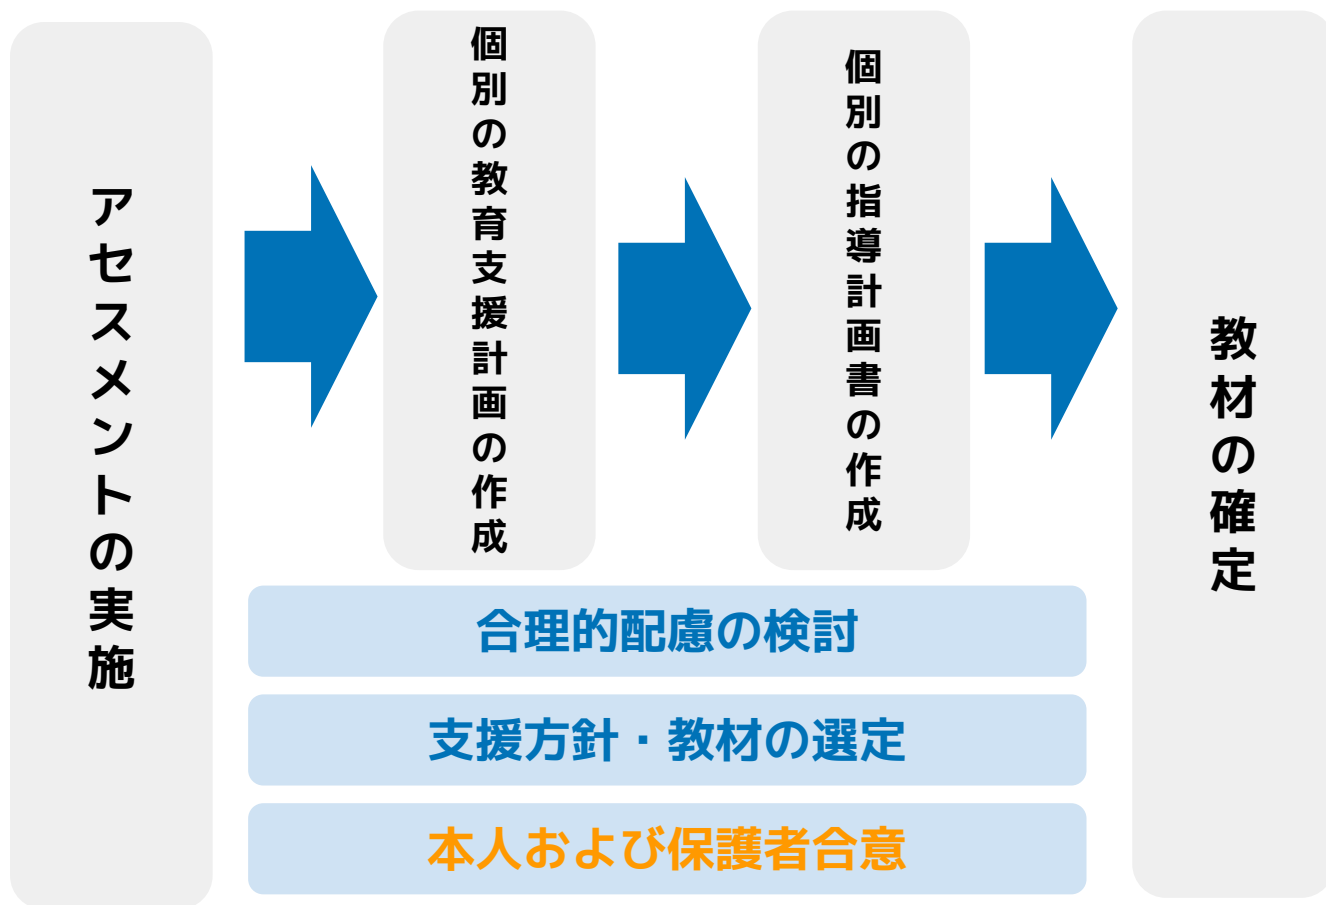 アセスメントの実施
個別の教育支援計画の作成
個別の指導計画書の作成
教材の確定
合理的配慮の検討
支援方針・教材の選定
本人および保護者合意